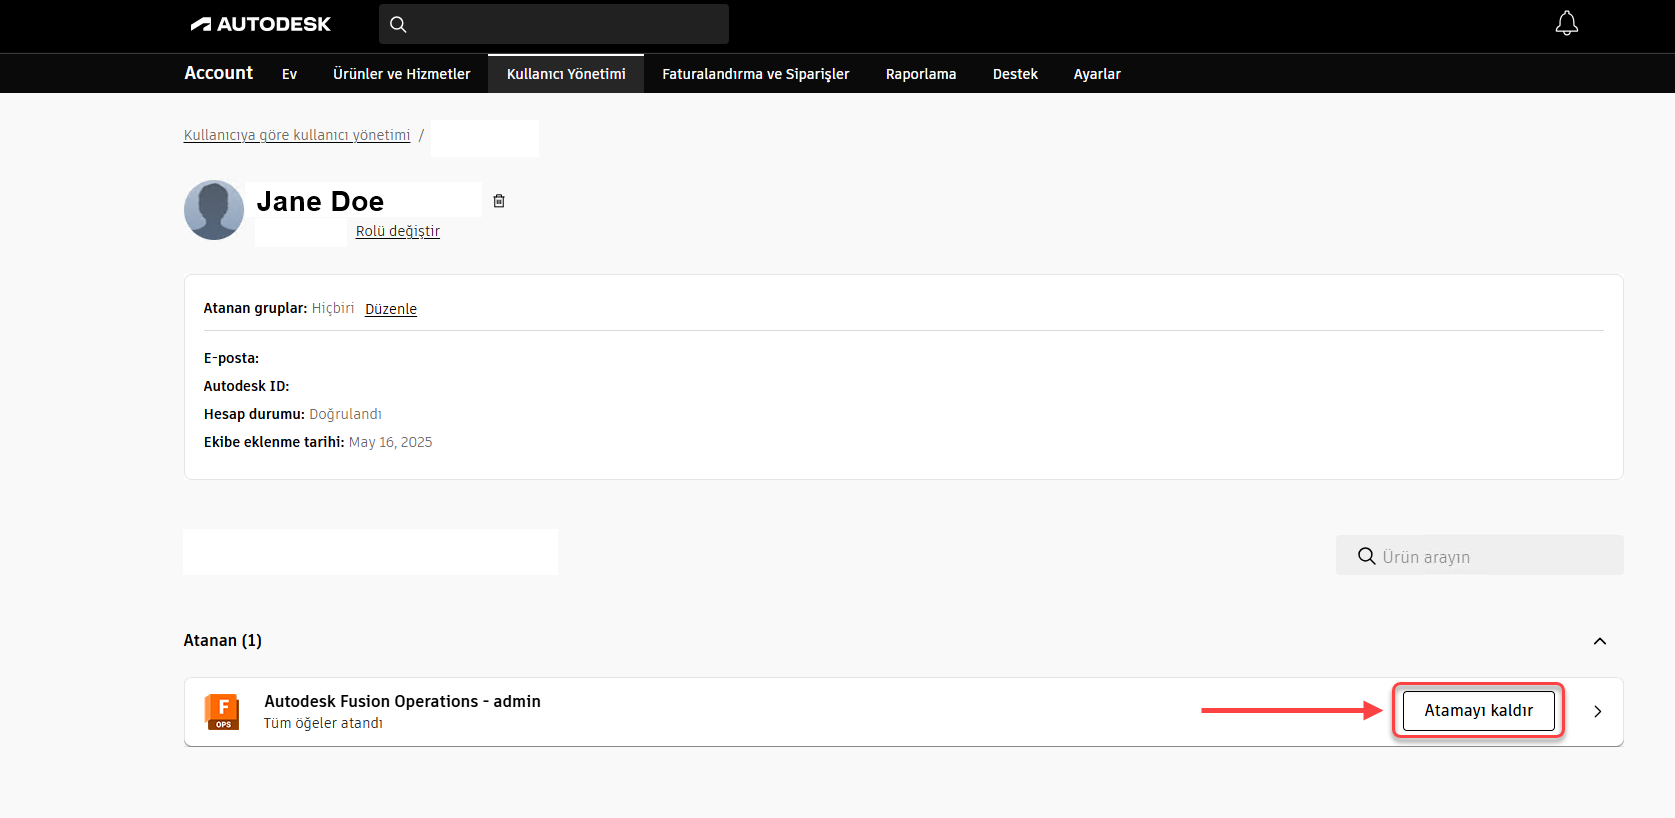 AUTODESK
Account Ev Ürünler ve Hizmetler Kullanıcı Yönetimi Faturalandırma ve Siparişler Raporlama Destek Ayarlar
Kullanıcıya göre kullanıcı yönetimi /
Jane Doe
Rolü değiştir
Atanan gruplar: Hiçbiri Düzenle
E-posta:
Autodesk ID:
Hesap durumu: Doğrulandı
Ekibe eklenme tarihi: May 16, 2025
Ürün arayın
Atanan (1)
F
OPS
Autodesk Fusion Operations - admin
Tüm öğeler atandı
Atamayı kaldır